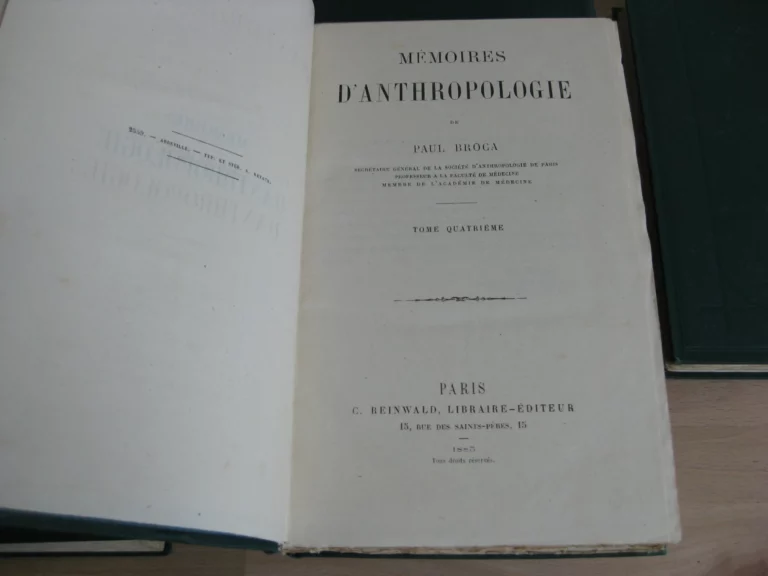 MÉMOIRES
D'ANTHROPOLOGIE
DE
PAUL BROCA
SECRÉTAIRE GÉNÉRAL DE LA SOCIÉTÉ D'ANTHROPOLOGIE DE PARIS
PROFESSEUR A LA FACULTÉ DE MÉDECINE
MEMBRE DE L'ACADÉMIE DE MÉDECINE
TOME QUATRIÈME
PARIS
C. REINWALD, LIBRAIRE-ÉDITEUR
15, RUE DES SAINTS-PÈRES, 15
Tous droits réservés.